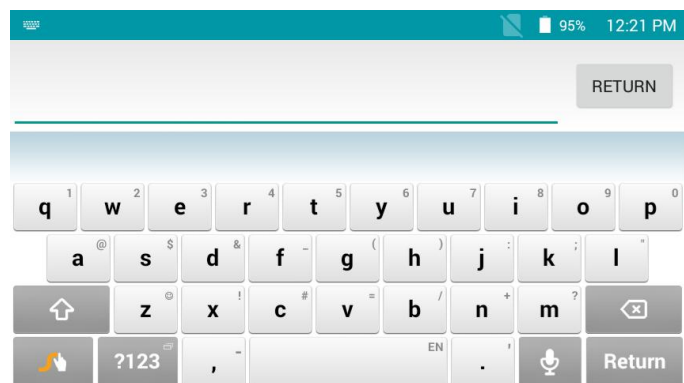 95% 12:21 PM
RETURN
q 1 w 2 e 3 r 4 t 5 y 6 u 7 i 8 o 9 p 0
a @ s $ d & f _ g ( h ) j : k ; l "
z ☺ x ! c # v = b / n + m ?
?123 , - EN . ' Return